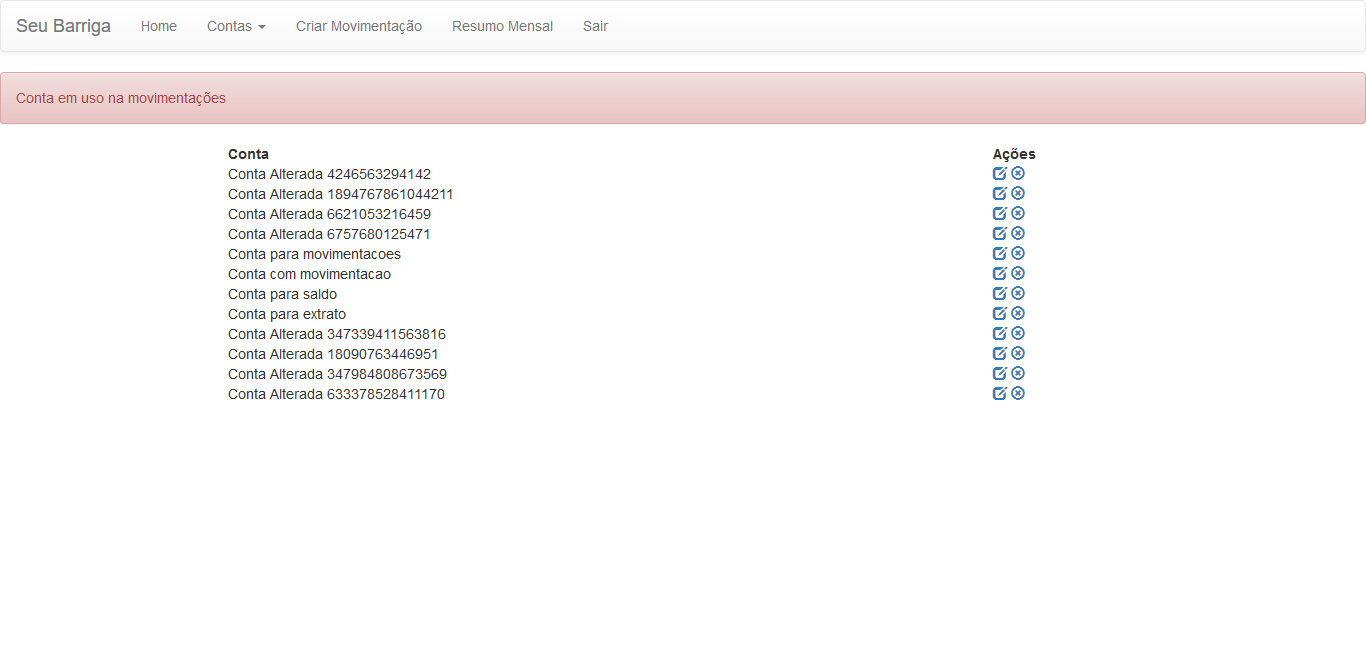 Seu Barriga Home Contas Criar Movimentação Resumo Mensal Sair
Conta em uso na movimentações
Conta Ações
Conta Alterada 4246563294142
Conta Alterada 1894767861044211
Conta Alterada 6621053216459
Conta Alterada 6757680125471
Conta para movimentacoes
Conta com movimentacao
Conta para saldo
Conta para extrato
Conta Alterada 347339411563816
Conta Alterada 18090763446951
Conta Alterada 347984808673569
Conta Alterada 633378528411170